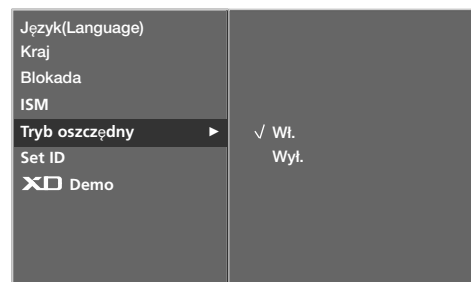 Język(Language)
Kraj
Blokada
ISM
Tryb oszczędny ► √ Wł.
Set ID Wył.
XD Demo